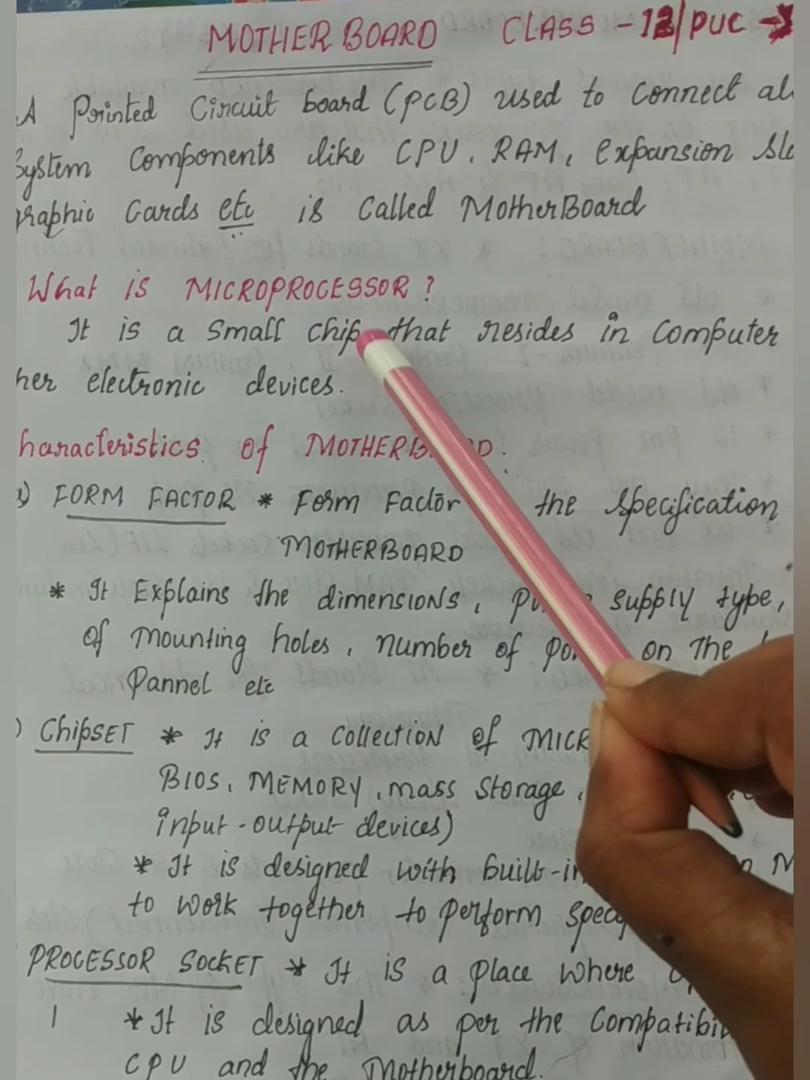 MOTHER BOARD CLASS - 12/PUC
A Printed Circuit board (PCB) used to connect al
System Components like CPU, RAM, Expansion Slo
graphic Cards etc is Called MotherBoard
What is MICROPROCESSOR?
It is a Small chip that resides in Computer
her electronic devices.
haracteristics of MOTHERB D:
FORM FACTOR * Form Factor the Specification
MOTHERBOARD
* It Explains the dimensions, supply type,
of mounting holes, number of on the
Pannel etc
) ChipSET * It is a Collection of MICR
BIOS, MEMORY, mass Storage,
input-output devices)
* It is designed with built-in
to work together to perform
PROCESSOR SOCKET * It is a place where
* It is designed as per the Compatibi
CPU and the Motherboard.